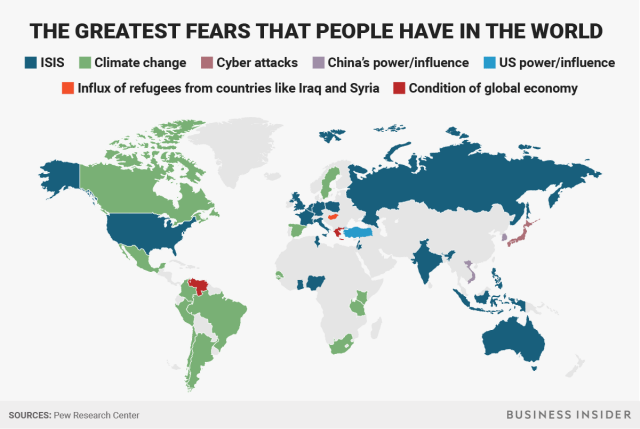 THE GREATEST FEARS THAT PEOPLE HAVE IN THE WORLD
ISIS Climate change Cyber attacks China's power/influence US power/influence
Influx of refugees from countries like Iraq and Syria Condition of global economy
SOURCES: Pew Research Center BUSINESS INSIDER